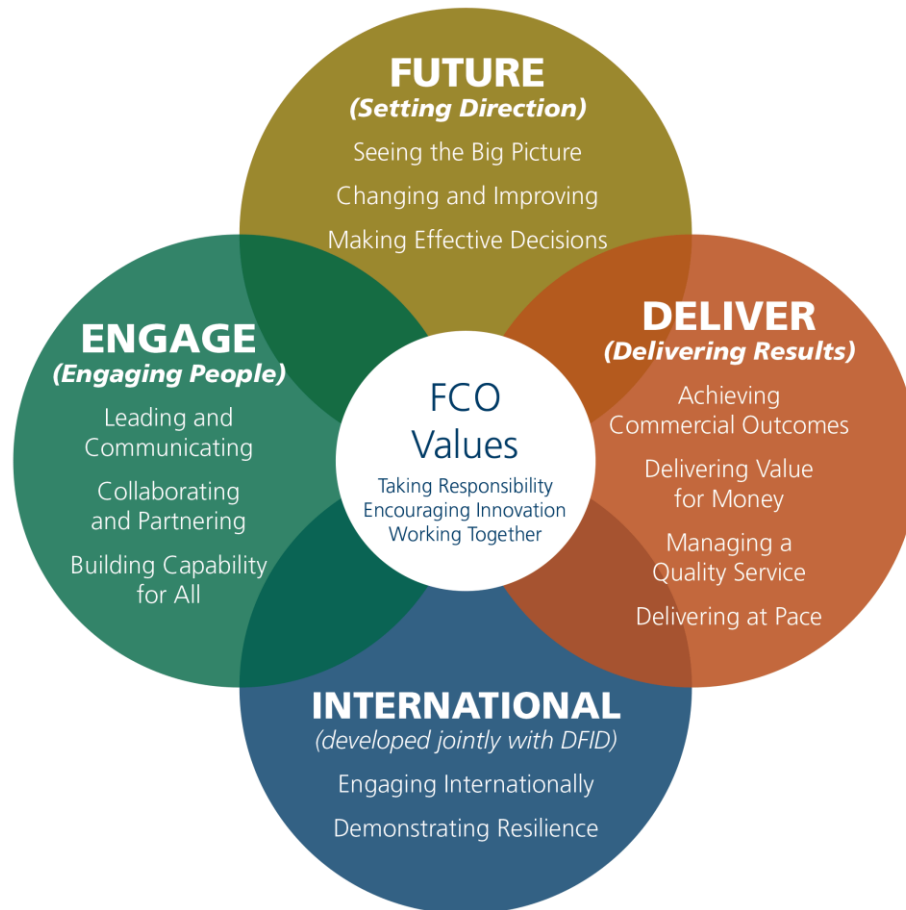 FUTURE
(Setting Direction)
Seeing the Big Picture
Changing and Improving
Making Effective Decisions
ENGAGE
(Engaging People)
Leading and
Communicating
Collaborating
and Partnering
Building Capability
for All
FCO
Values
Taking Responsibility
Encouraging Innovation
Working Together
DELIVER
(Delivering Results)
Achieving
Commercial Outcomes
Delivering Value
for Money
Managing a
Quality Service
Delivering at Pace
INTERNATIONAL
(developed jointly with DFID)
Engaging Internationally
Demonstrating Resilience